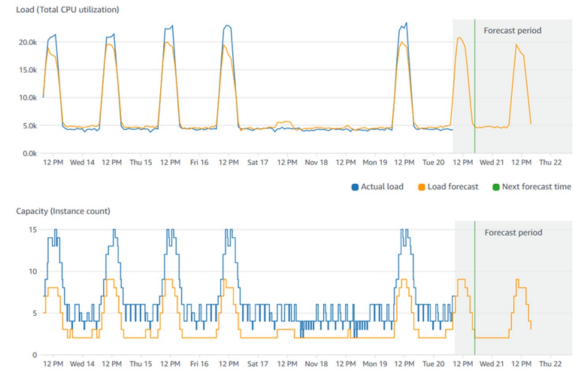 Load (Total CPU utilization)
Forecast period
20.0k
15.0k
10.0k
5.0k
0.0k
12 PM Wed 14 12 PM Thu 15 12 PM Fri 16 12 PM Sat 17 12 PM Nov 18 12 PM Mon 19 12 PM Tue 20 12 PM Wed 21 12 PM Thu 22
Actual load Load forecast Next forecast time
Capacity (Instance count)
Forecast period
15
10
5
0
12 PM Wed 14 12 PM Thu 15 12 PM Fri 16 12 PM Sat 17 12 PM Nov 18 12 PM Mon 19 12 PM Tue 20 12 PM Wed 21 12 PM Thu 22